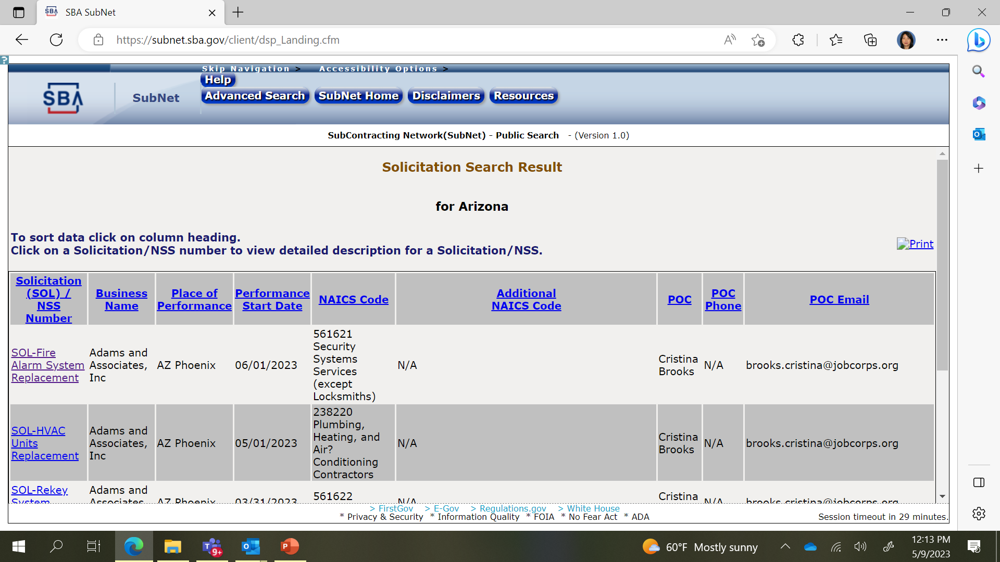 SBA SubNet
https://subnet.sba.gov/client/dsp_Landing.cfm
?
Skip Navigation > Accessibility Options >
Help
SBA SubNet
Advanced Search SubNet Home Disclaimers Resources
SubContracting Network(SubNet) - Public Search - (Version 1.0)
Solicitation Search Result
for Arizona
To sort data click on column heading.
Click on a Solicitation/NSS number to view detailed description for a Solicitation/NSS.
Print
Solicitation
(SOL) /
NSS
Number
Business
Name
Place of
Performance
Performance
Start Date
NAICS Code
Additional
NAICS Code
POC
POC
Phone
POC Email
SOL-Fire
Alarm System
Replacement
Adams and
Associates,
Inc
AZ Phoenix
06/01/2023
561621
Security
Systems
Services
(except
Locksmiths)
N/A
Cristina
Brooks
N/A
brooks.cristina@jobcorps.org
SOL-HVAC
Units
Replacement
Adams and
Associates,
Inc
AZ Phoenix
05/01/2023
238220
Plumbing,
Heating, and
Air?
Conditioning
Contractors
N/A
Cristina
Brooks
N/A
brooks.cristina@jobcorps.org
SOL-Rekey
System
Adams and
Associates,
AZ Phoenix
03/31/2023
561622
N/A
Cristina
N/A
brooks.cristina@jobcorps.org
> FirstGov > E-Gov > Regulations.gov > White House
* Privacy & Security * Information Quality * FOIA * No Fear Act * ADA
Session timeout in 29 minutes.
9+
60°F Mostly sunny
12:13 PM
5/9/2023